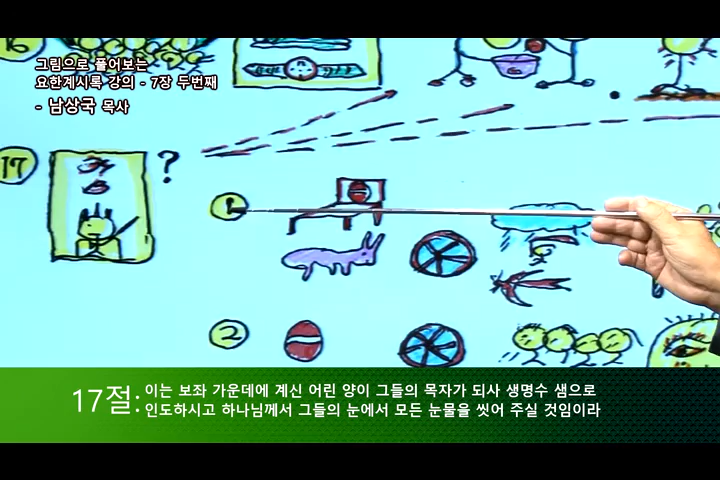 16
그림으로 풀어보는
요한계시록 강의 - 7장 두번째
- 남상국 목사
17
?
1
2
17절:
이는 보좌 가운데에 계신 어린 양이 그들의 목자가 되사 생명수 샘으로
인도하시고 하나님께서 그들의 눈에서 모든 눈물을 씻어 주실 것임이라